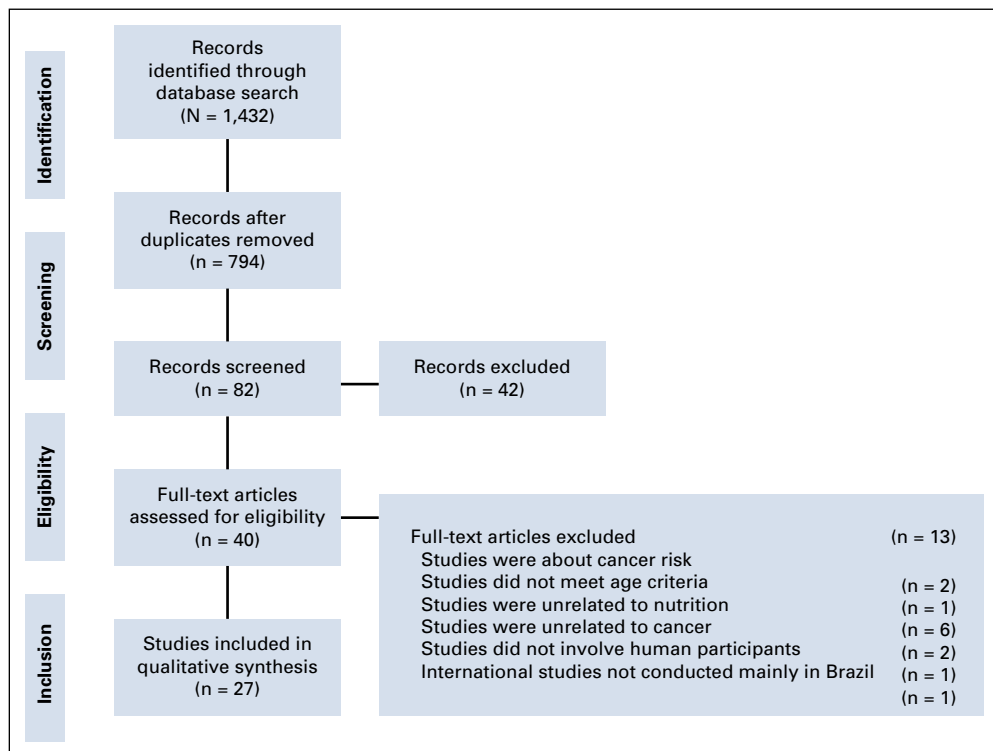 Identification
Records
identified through
database search
(N = 1,432)
Screening
Records after
duplicates removed
(n = 794)
Records screened
(n = 82)
Records excluded
(n = 42)
Eligibility
Full-text articles
assessed for eligibility
(n = 40)
Full-text articles excluded (n = 13)
Studies were about cancer risk
Studies did not meet age criteria (n = 2)
Studies were unrelated to nutrition (n = 1)
Studies were unrelated to cancer (n = 6)
Studies did not involve human participants (n = 2)
International studies not conducted mainly in Brazil (n = 1)
(n = 1)
Inclusion
Studies included in
qualitative synthesis
(n = 27)